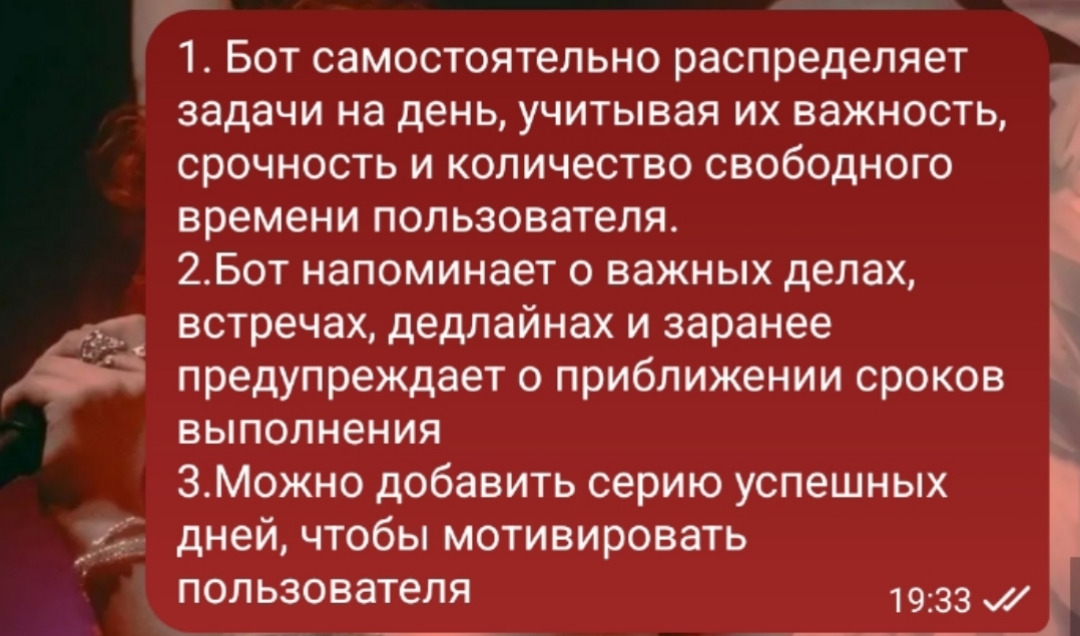 1. Бот самостоятельно распределяет
задачи на день, учитывая их важность,
срочность и количество свободного
времени пользователя.
2.Бот напоминает о важных делах,
встречах, дедлайнах и заранее
предупреждает о приближении сроков
выполнения
3.Можно добавить серию успешных
дней, чтобы мотивировать
пользователя
19:33